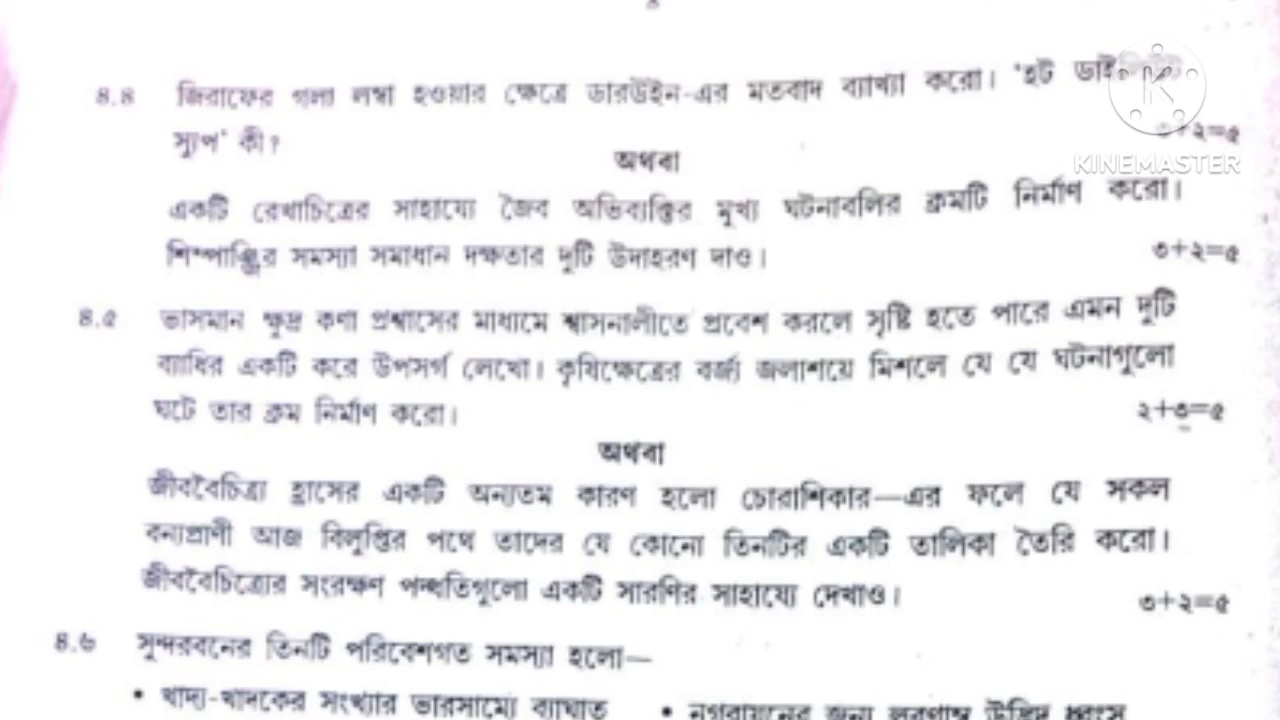 ৪.৪ জিরাফের গলা লম্বা হওয়ার ক্ষেত্রে ডারউইন-এর মতবাদ ব্যাখ্যা করো। 'হট
স্যুপ' কী? ৩+২=৫
অথবা
একটি রেখাচিত্রের সাহায্যে জৈব অভিব্যক্তির মুখ্য ঘটনাবলির ক্রমটি নির্মাণ করো।
শিম্পাঞ্জির সমস্যা সমাধান দক্ষতার দুটি উদাহরণ দাও। ৩+২=৫
৪.৫ ভাসমান ক্ষুদ্র কণা প্রশ্বাসের মাধ্যমে শ্বাসনালীতে প্রবেশ করলে সৃষ্টি হতে পারে এমন দুটি
ব্যাধির একটি করে উপসর্গ লেখো। কৃষিক্ষেত্রের বর্জ্য জলাশয়ে মিশলে যে যে ঘটনাগুলো
ঘটে তার ক্রম নির্মাণ করো। ২+৩=৫
অথবা
জীববৈচিত্র্য হ্রাসের একটি অন্যতম কারণ হলো চোরাশিকার—এর ফলে যে সকল
বন্যপ্রাণী আজ বিলুপ্তির পথে তাদের যে কোনো তিনটির একটি তালিকা তৈরি করো।
জীববৈচিত্র্যের সংরক্ষণ পদ্ধতিগুলো একটি সারণির সাহায্যে দেখাও। ৩+২=৫
৪.৬ সুন্দরবনের তিনটি পরিবেশগত সমস্যা হলো—
• খাদ্য-খাদকের সংখ্যার ভারসাম্যে ব্যাঘাত • নগরায়নের জন্য লবণাম্বু উদ্ভিদ ধ্বংস
KINEMASTER